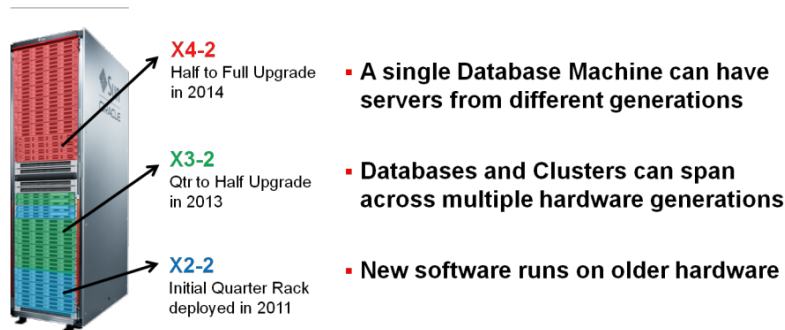 X4-2
Half to Full Upgrade
in 2014
X3-2
Qtr to Half Upgrade
in 2013
X2-2
Initial Quarter Rack
deployed in 2011
▪ A single Database Machine can have
servers from different generations
▪ Databases and Clusters can span
across multiple hardware generations
▪ New software runs on older hardware
Sun
ORACLE